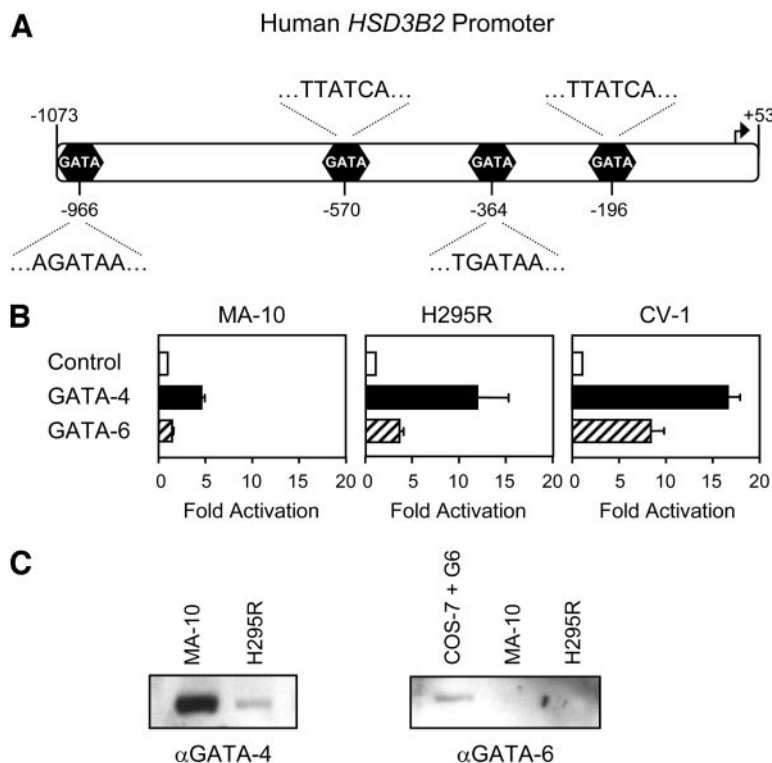 A
Human HSD3B2 Promoter
...TTATCA... ...TTATCA...
-1073 +53
GATA GATA GATA GATA
-966 -570 -364 -196
...AGATAA... ...TGATAA...
B
MA-10 H295R CV-1
Control
GATA-4
GATA-6
0 5 10 15 20 0 5 10 15 20 0 5 10 15 20
Fold Activation Fold Activation Fold Activation
C
MA-10
H295R
COS-7 + G6
MA-10
H295R
αGATA-4 αGATA-6